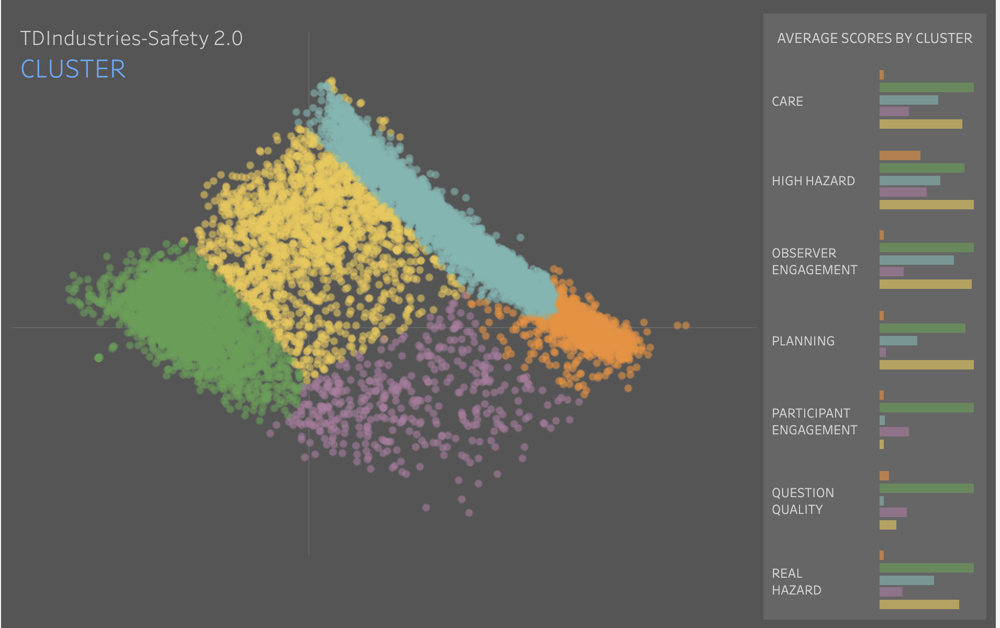 TDIndustries-Safety 2.0
CLUSTER
AVERAGE SCORES BY CLUSTER
CARE
HIGH HAZARD
OBSERVER
ENGAGEMENT
PLANNING
PARTICIPANT
ENGAGEMENT
QUESTION
QUALITY
REAL
HAZARD